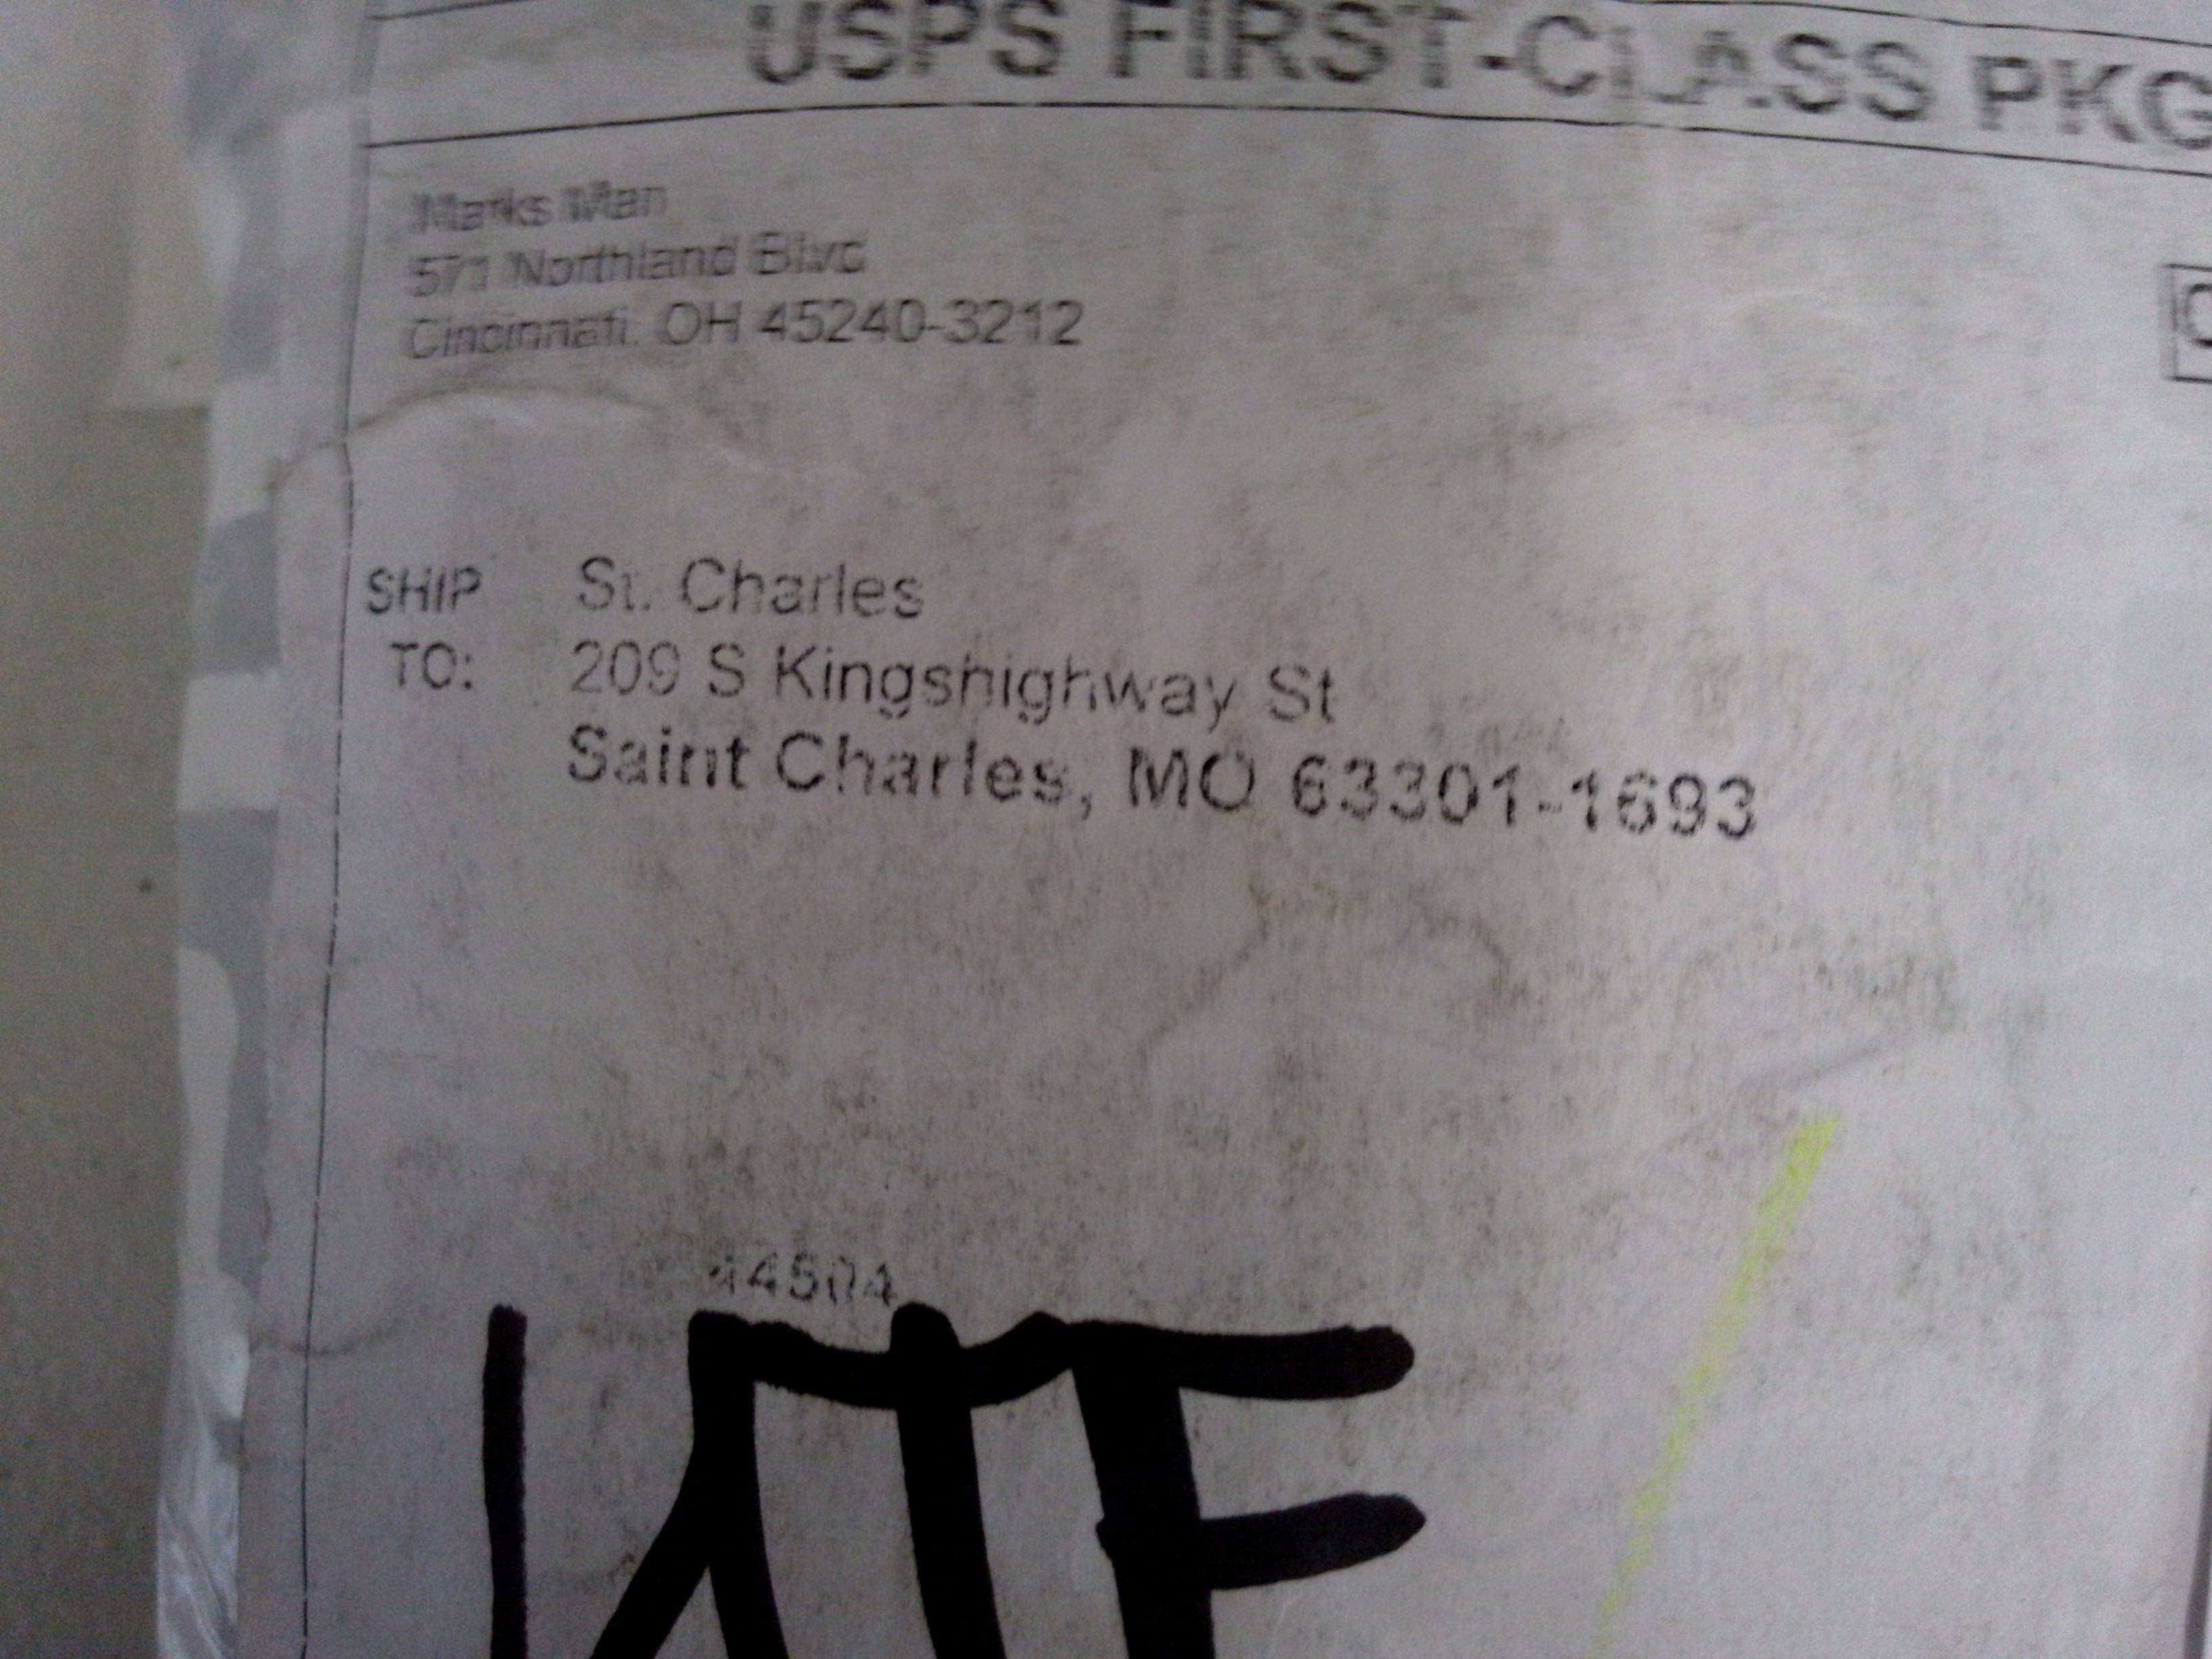 USPS FIRST-CLASS PKG
Marks Man
571 Northland Blvd
Cincinnati, OH 45240-3212
SHIP TO:
St. Charles
209 S Kingshighway St
Saint Charles, MO 63301-1693
44504